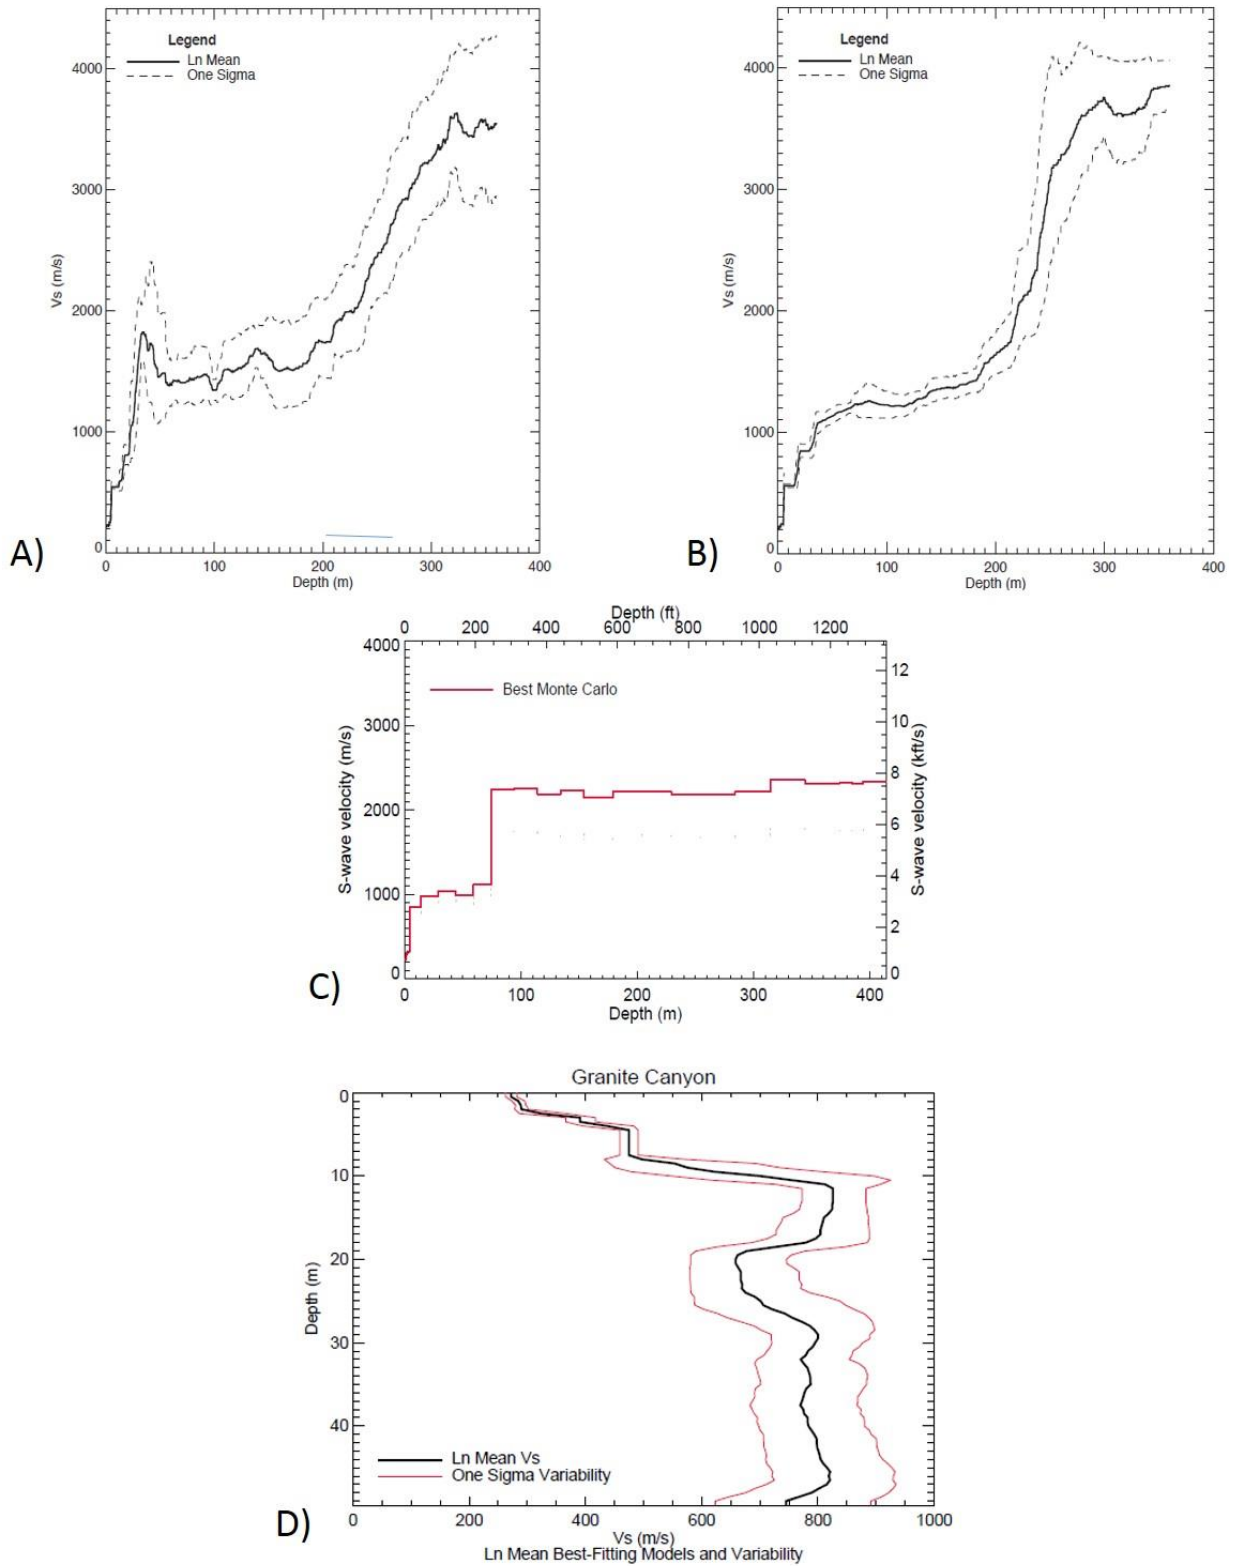 Legend
Ln Mean
One Sigma
4000
3000
2000
1000
0
Vs (m/s)
0 100 200 300 400
Depth (m)
A)
Legend
Ln Mean
One Sigma
4000
3000
2000
1000
0
Vs (m/s)
0 100 200 300 400
Depth (m)
B)
Depth (ft)
0 200 400 600 800 1000 1200
4000
3000
2000
1000
0
S-wave velocity (m/s)
Best Monte Carlo
12
10
8
6
4
2
0
S-wave velocity (kft/s)
0 100 200 300 400
Depth (m)
C)
Granite Canyon
0
10
20
30
40
Depth (m)
Ln Mean Vs
One Sigma Variability
0 200 400 600 800 1000
Vs (m/s)
Ln Mean Best-Fitting Models and Variability
D)